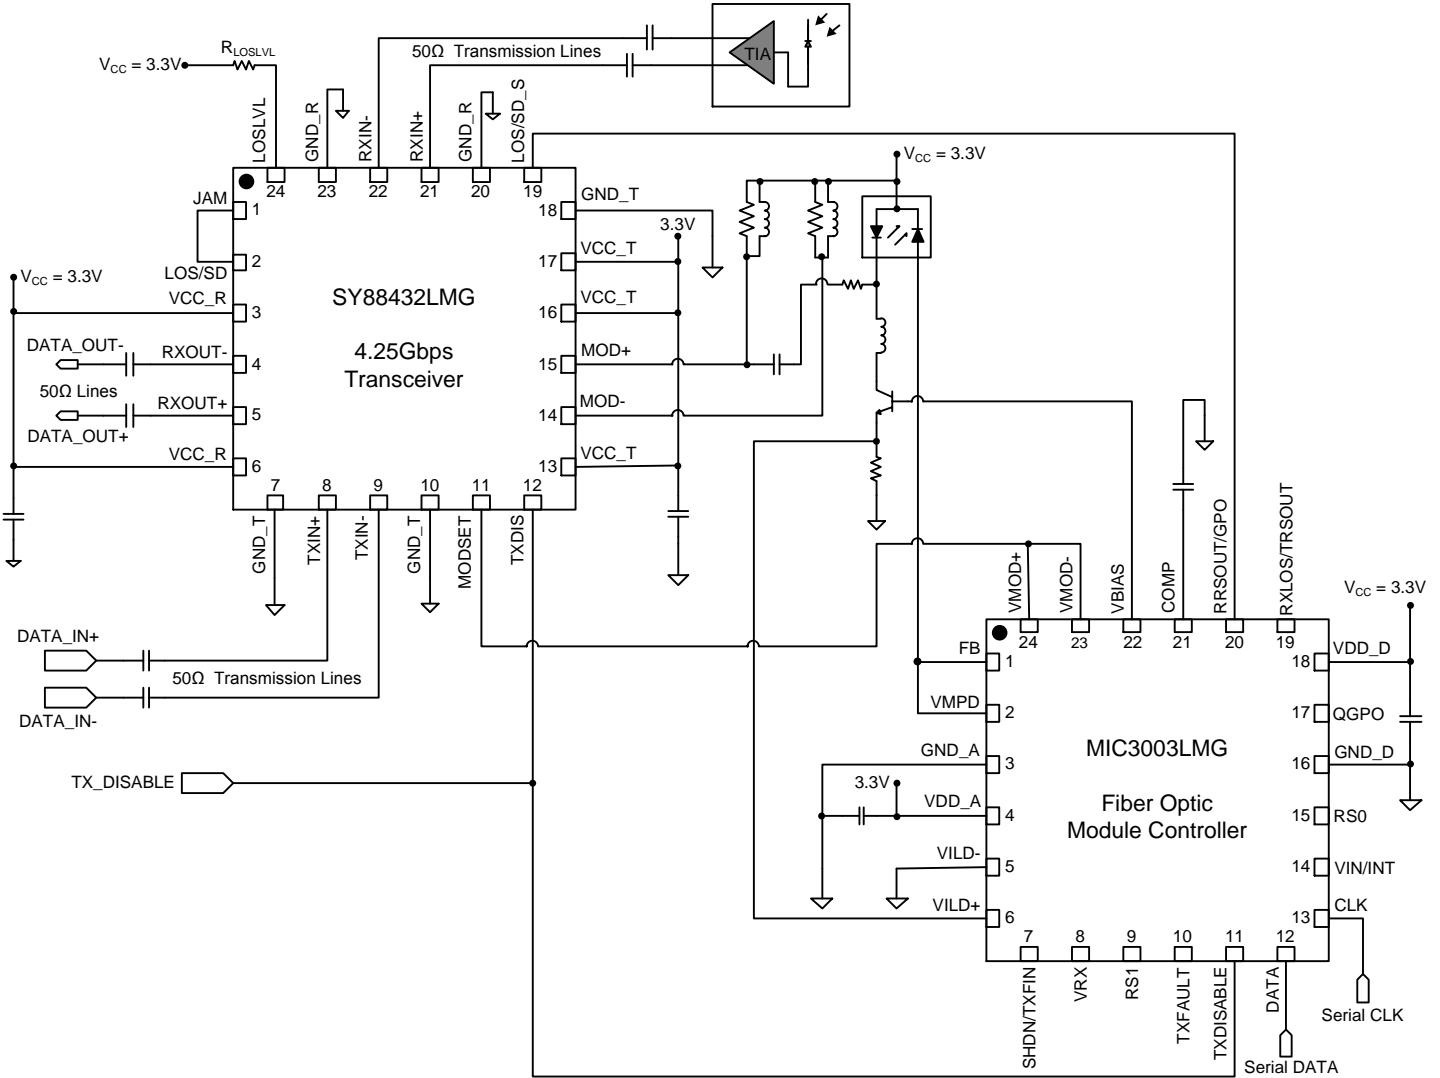 R_LOSLVL
V_CC = 3.3V
50Ω Transmission Lines
TIA
LOSLVL
GND_R
RXIN-
RXIN+
GND_R
LOS/SD_S
24
23
22
21
20
19
V_CC = 3.3V
JAM
1
2
LOS/SD
V_CC = 3.3V
VCC_R
3
DATA_OUT-
RXOUT-
4
50Ω Lines
RXOUT+
5
DATA_OUT+
VCC_R
6
SY88432LMG
4.25Gbps
Transceiver
18
GND_T
3.3V
17
VCC_T
16
VCC_T
15
MOD+
14
MOD-
13
VCC_T
7
8
9
10
11
12
GND_T
TXIN+
TXIN-
GND_T
MODSET
TXDIS
DATA_IN+
50Ω Transmission Lines
DATA_IN-
TX_DISABLE
VMOD+
VMOD-
VBIAS
COMP
RRSOUT/GPO
RXLOS/TRSOUT
24
23
22
21
20
19
V_CC = 3.3V
FB
1
VMPD
2
GND_A
3
3.3V
VDD_A
4
VILD-
5
VILD+
6
MIC3003LMG
Fiber Optic
Module Controller
18
VDD_D
17
QGPO
16
GND_D
15
RS0
14
VIN/INT
13
CLK
7
8
9
10
11
12
SHDN/TXFIN
VRX
RS1
TXFAULT
TXDISABLE
DATA
Serial CLK
Serial DATA